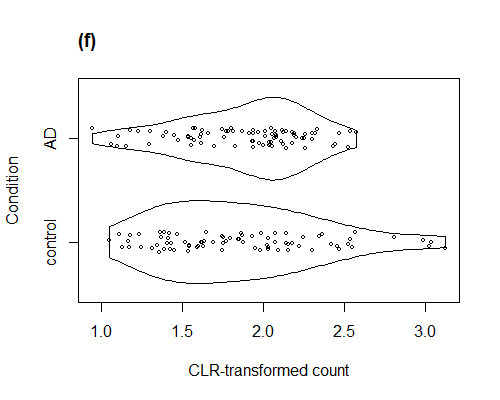 (f)
AD
control
Condition
1.0 1.5 2.0 2.5 3.0
CLR-transformed count